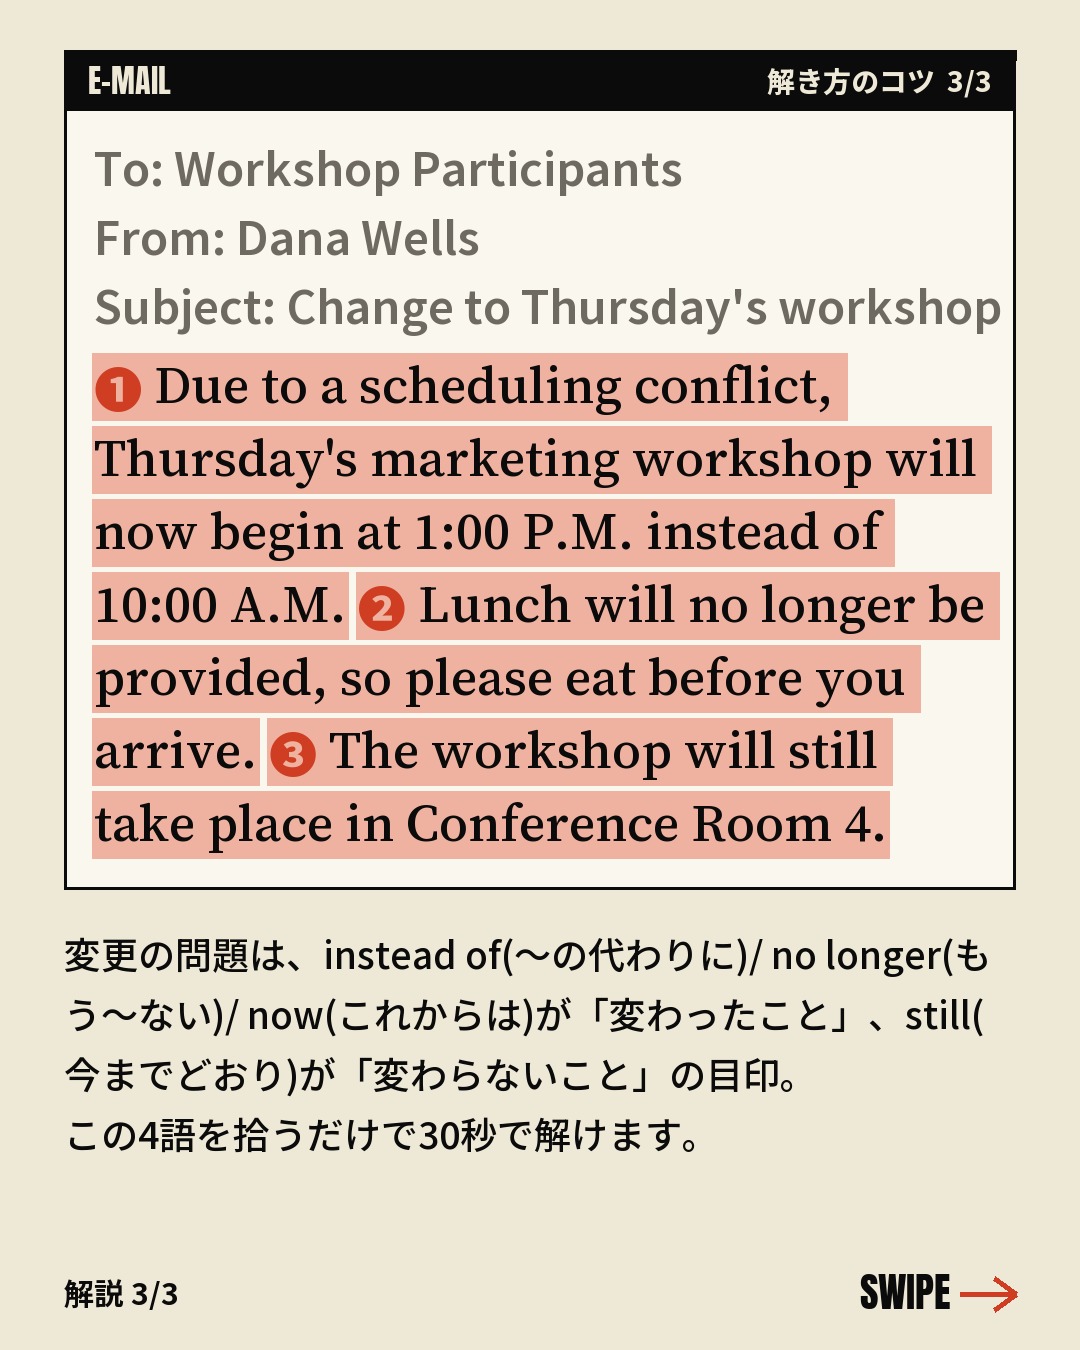 E-MAIL
解き方のコツ 3/3
To: Workshop Participants
From: Dana Wells
Subject: Change to Thursday's workshop
❶ Due to a scheduling conflict,
Thursday's marketing workshop will
now begin at 1:00 P.M. instead of
10:00 A.M. ❷ Lunch will no longer be
provided, so please eat before you
arrive. ❸ The workshop will still
take place in Conference Room 4.
変更の問題は、instead of(〜の代わりに)/ no longer(も
う〜ない)/ now(これからは)が「変わったこと」、still(
今までどおり)が「変わらないこと」の目印。
この4語を拾うだけで30秒で解けます。
解説 3/3
SWIPE